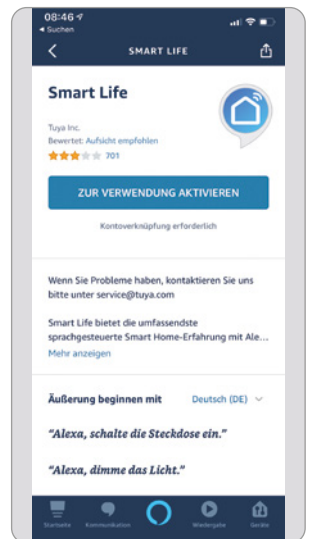 08:46
◂ Suchen
SMART LIFE
Smart Life
Tuya Inc.
Bewertet: Aufsicht empfohlen
701
ZUR VERWENDUNG AKTIVIEREN
Kontoverknüpfung erforderlich
Wenn Sie Probleme haben, kontaktieren Sie uns
bitte unter service@tuya.com
Smart Life bietet die umfassendste
sprachgesteuerte Smart Home-Erfahrung mit Ale...
Mehr anzeigen
Äußerung beginnen mit
Deutsch (DE)
“Alexa, schalte die Steckdose ein.”
“Alexa, dimme das Licht.”
Startseite
Kommunikation
Wiedergabe
Geräte